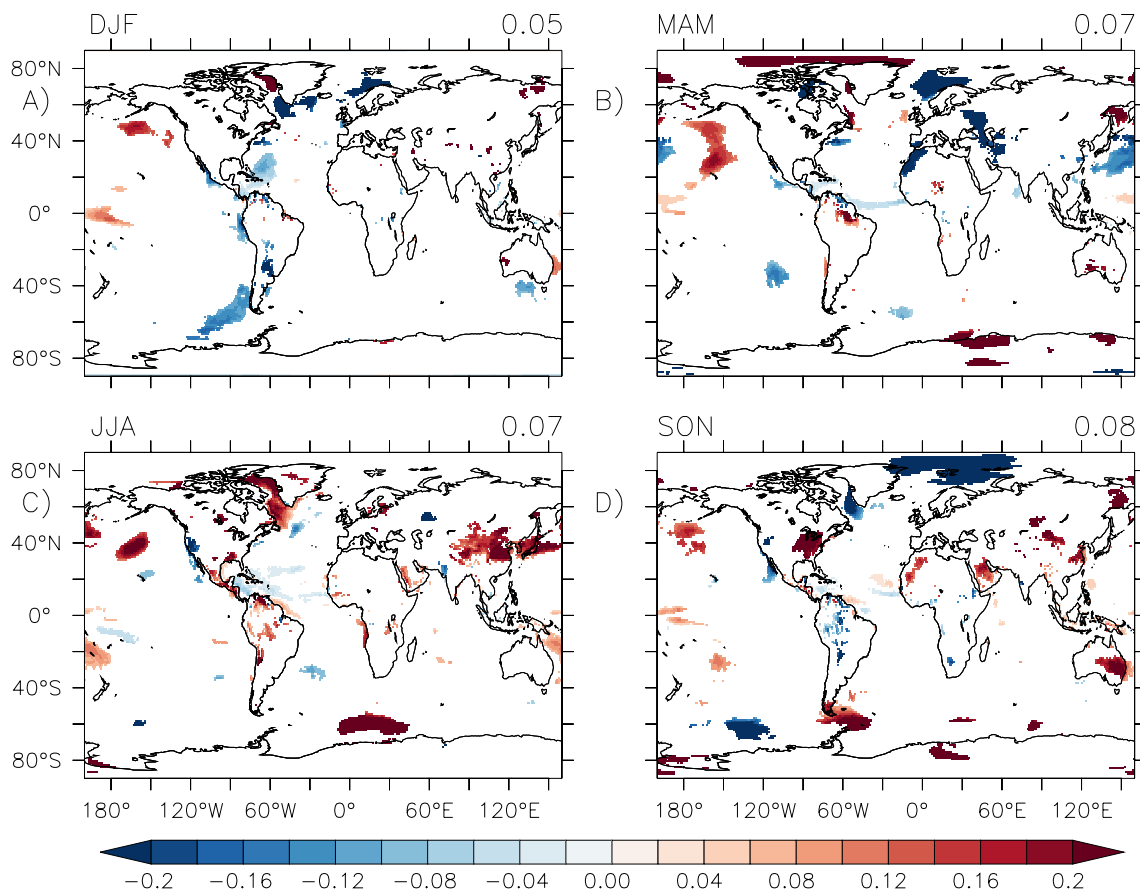 DJF 0.05 MAM 0.07
80°N
A) B)
40°N
0°
40°S
80°S
JJA 0.07 SON 0.08
80°N
C) D)
40°N
0°
40°S
80°S
180° 120°W 60°W 0° 60°E 120°E 180° 120°W 60°W 0° 60°E 120°E
−0.2 −0.16 −0.12 −0.08 −0.04 0.00 0.04 0.08 0.12 0.16 0.2